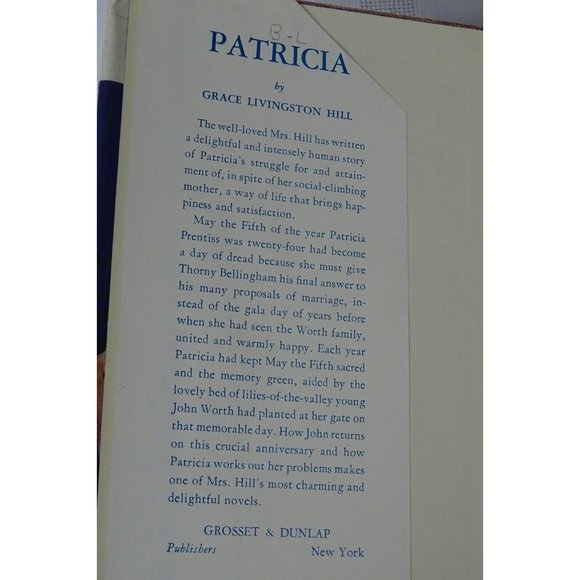 B-L
PATRICIA
by
GRACE LIVINGSTON HILL
The well-loved Mrs. Hill has written
a delightful and intensely human story
of Patricia's struggle for and attain-
ment of, in spite of her social-climbing
mother, a way of life that brings hap-
piness and satisfaction.
May the Fifth of the year Patricia
Prentiss was twenty-four had become
a day of dread because she must give
Thorny Bellingham his final answer to
his many proposals of marriage, in-
stead of the gala day of years before
when she had seen the Worth family,
united and warmly happy. Each year
Patricia had kept May the Fifth sacred
and the memory green, aided by the
lovely bed of lilies-of-the-valley young
John Worth had planted at her gate on
that memorable day. How John returns
on this crucial anniversary and how
Patricia works out her problems makes
one of Mrs. Hill's most charming and
delightful novels.
GROSSET & DUNLAP
Publishers New York